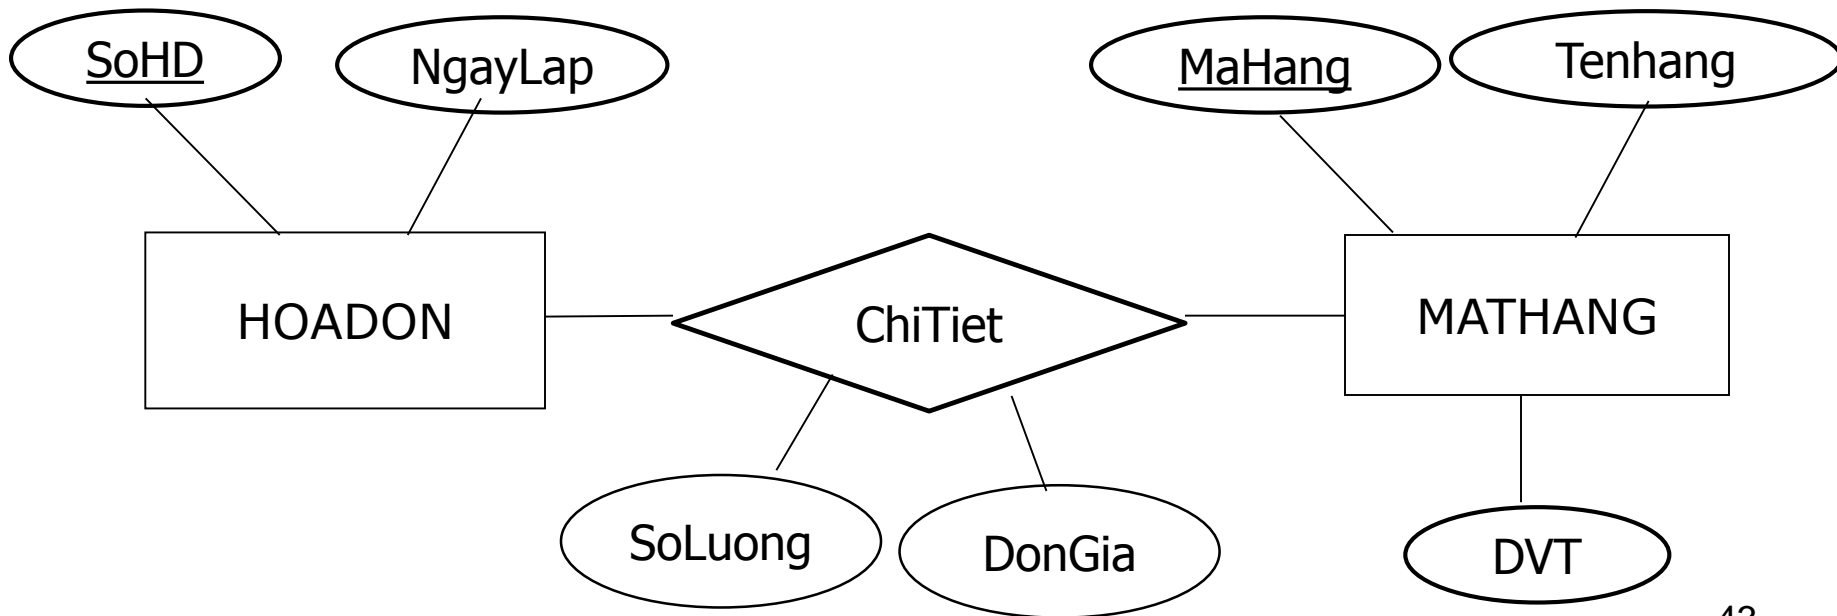 SoHD
NgayLap
MaHang
Tenhang
HOADON
ChiTiet
MATHANG
SoLuong
DonGia
DVT